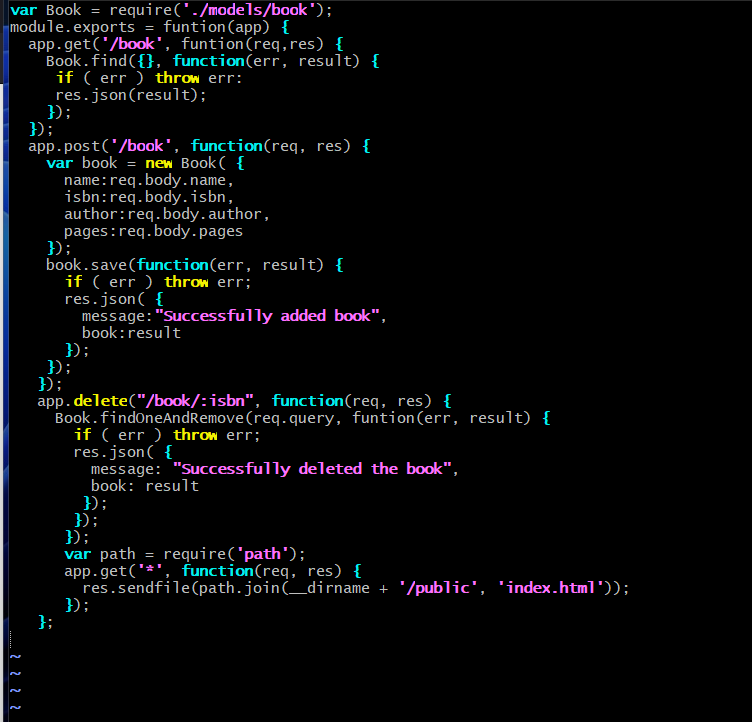 var Book = require('./models/book');
module.exports = funtion(app) {
  app.get('/book', funtion(req,res) {
    Book.find({}, function(err, result) {
     if ( err ) throw err:
     res.json(result);
    });
  });
  app.post('/book', function(req, res) {
    var book = new Book( {
      name:req.body.name,
      isbn:req.body.isbn,
      author:req.body.author,
      pages:req.body.pages
    });
    book.save(function(err, result) {
      if ( err ) throw err;
      res.json( {
        message:"Successfully added book",
        book:result
      });
    });
   });
   app.delete("/book/:isbn", function(req, res) {
     Book.findOneAndRemove(req.query, funtion(err, result) {
       if ( err ) throw err;
       res.json( {
         message: "Successfully deleted the book",
         book: result
        });
       });
      });
      var path = require('path');
      app.get('*', function(req, res) {
        res.sendfile(path.join(__dirname + '/public', 'index.html'));
      });
   };
~
~
~
~